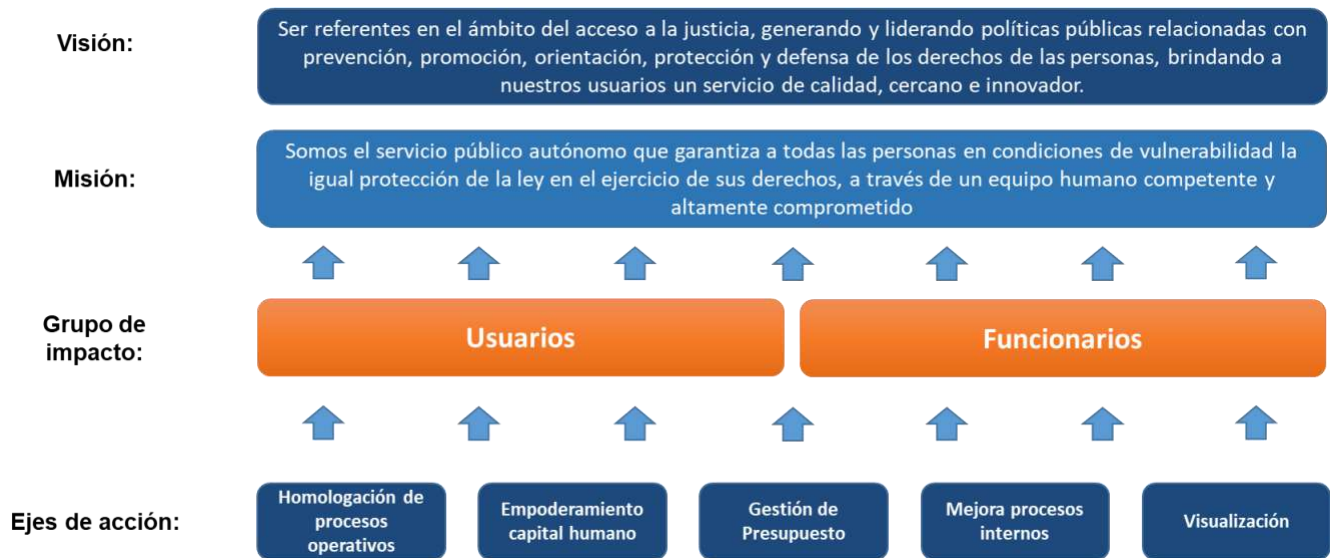 Visión:
Ser referentes en el ámbito del acceso a la justicia, generando y liderando políticas públicas relacionadas con
prevención, promoción, orientación, protección y defensa de los derechos de las personas, brindando a
nuestros usuarios un servicio de calidad, cercano e innovador.
Misión:
Somos el servicio público autónomo que garantiza a todas las personas en condiciones de vulnerabilidad la
igual protección de la ley en el ejercicio de sus derechos, a través de un equipo humano competente y
altamente comprometido
Grupo de
impacto:
Usuarios
Funcionarios
Ejes de acción:
Homologación de
procesos
operativos
Empoderamiento
capital humano
Gestión de
Presupuesto
Mejora procesos
internos
Visualización